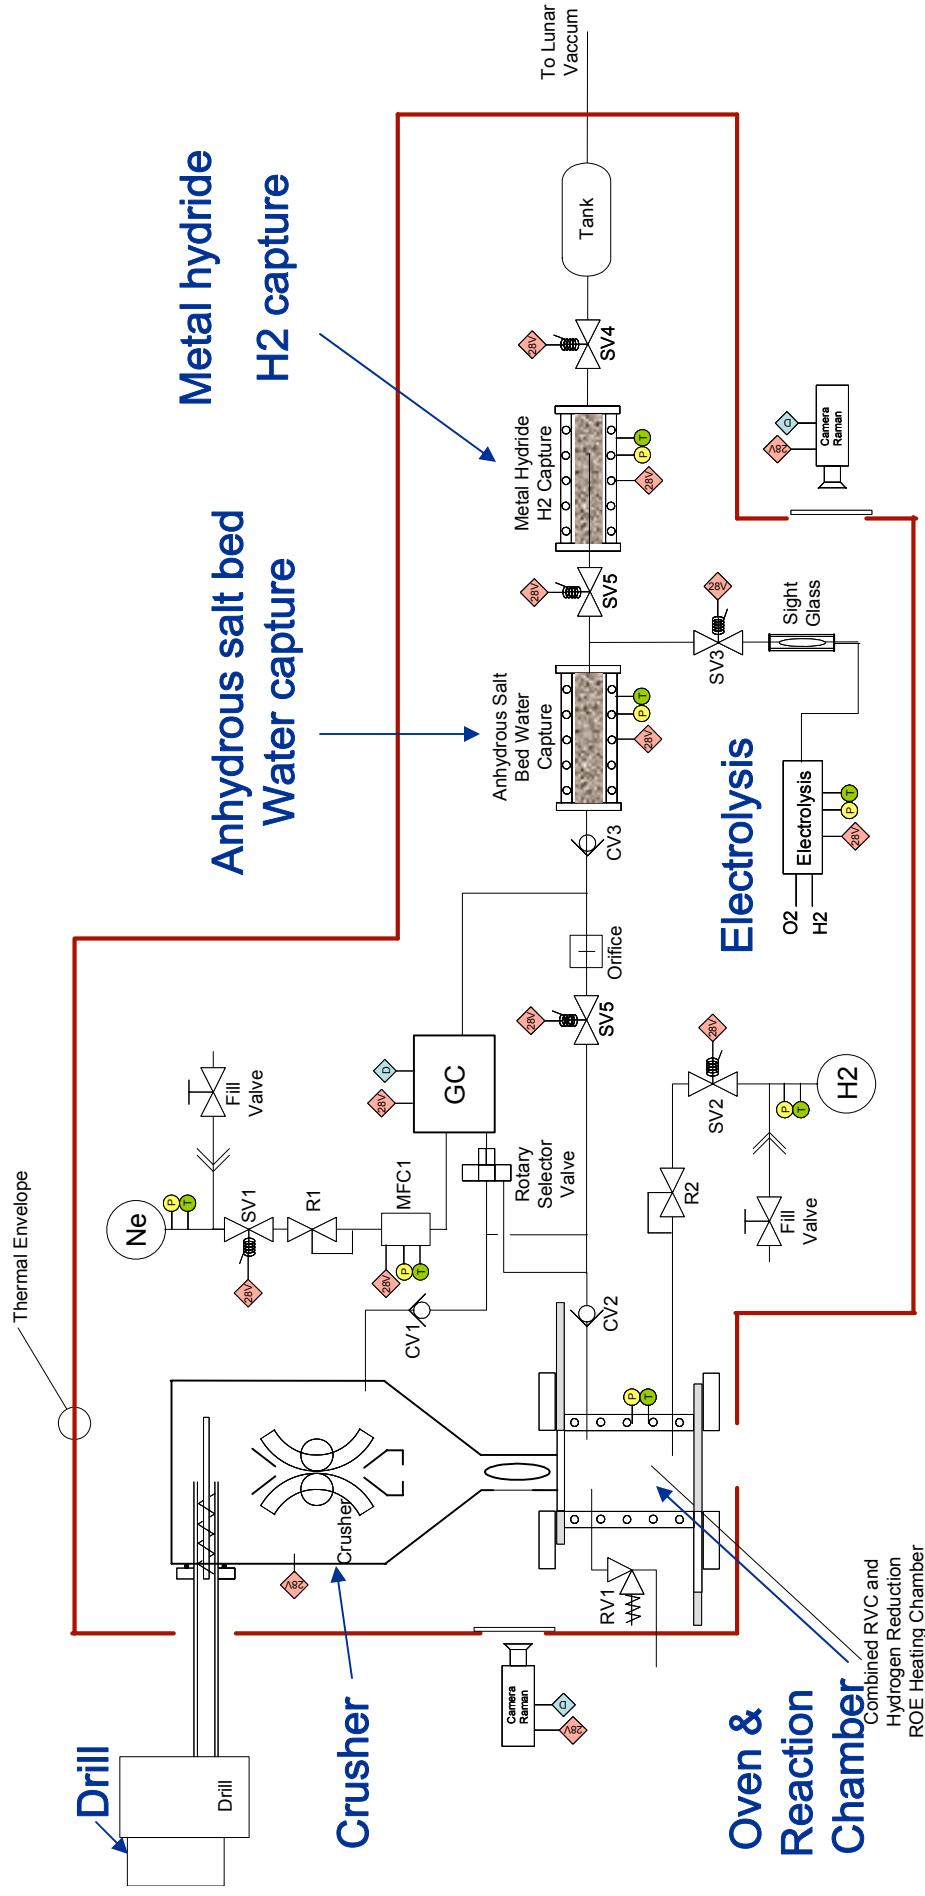 Thermal Envelope
Drill
Drill
Crusher
Crusher
28V
Camera
Raman
28V
D
Oven &
Reaction
Chamber
Combined RVC and
Hydrogen Reduction
ROE Heating Chamber
RV1
P
T
CV1
CV2
Ne
P
T
Fill
Valve
SV1
28V
R1
MFC1
28V
P
T
GC
28V
D
Rotary
Selector
Valve
R2
SV2
28V
H2
P
T
Fill
Valve
SV5
28V
Orifice
CV3
Anhydrous salt bed
Water capture
Anhydrous Salt
Bed Water
Capture
28V
P
T
Metal hydride
H2 capture
Metal Hydride
H2 Capture
28V
P
T
SV5
28V
SV4
28V
Tank
To Lunar
Vaccum
SV3
28V
Sight
Glass
Electrolysis
Electrolysis
28V
P
T
O2
H2
Camera
Raman
28V
D